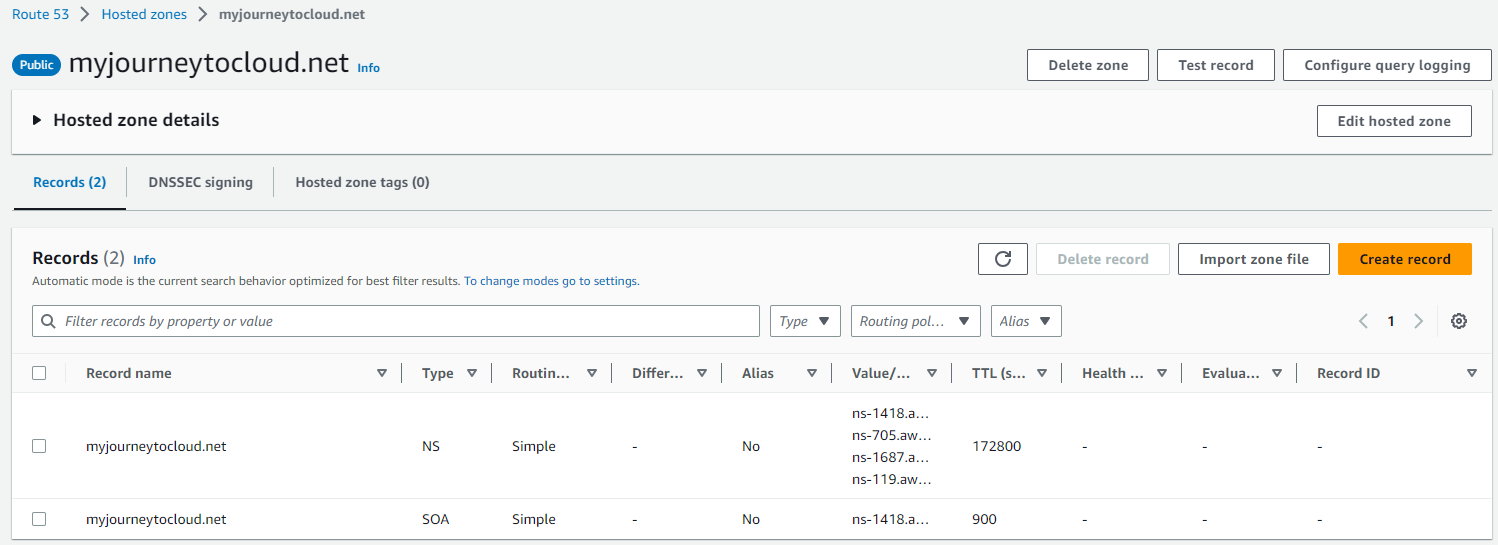 Route 53 > Hosted zones > myjourneytocloud.net
Public myjourneytocloud.net Info
Delete zone Test record Configure query logging
Hosted zone details
Edit hosted zone
Records (2) DNSSEC signing Hosted zone tags (0)
Records (2) Info
Delete record Import zone file Create record
Automatic mode is the current search behavior optimized for best filter results. To change modes go to settings.
Filter records by property or value Type Routing pol... Alias 1
Record name Type Routin... Differ... Alias Value/... TTL (s... Health ... Evalua... Record ID
ns-1418.a...
ns-705.aw...
myjourneytocloud.net NS Simple - No 172800 - - -
ns-1687.a...
ns-119.aw...
myjourneytocloud.net SOA Simple - No ns-1418.a... 900 - - -